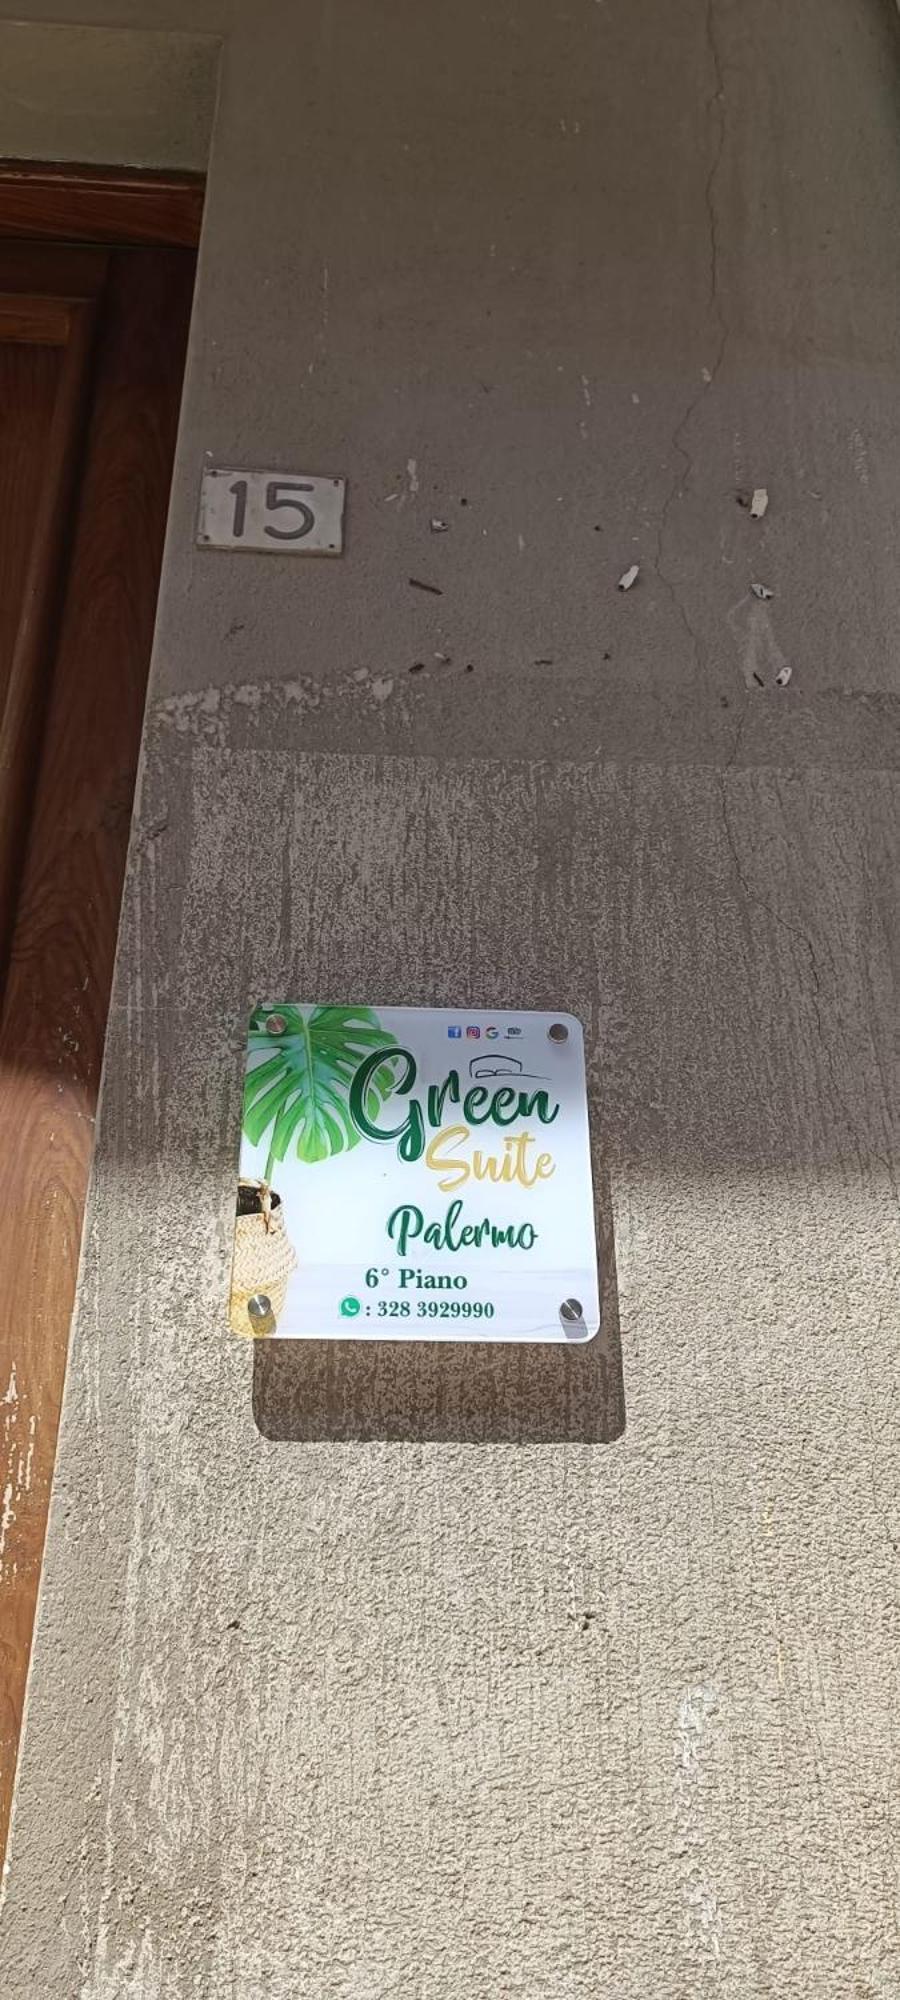 15
Green
Suite
Palermo
6° Piano
: 328 3929990